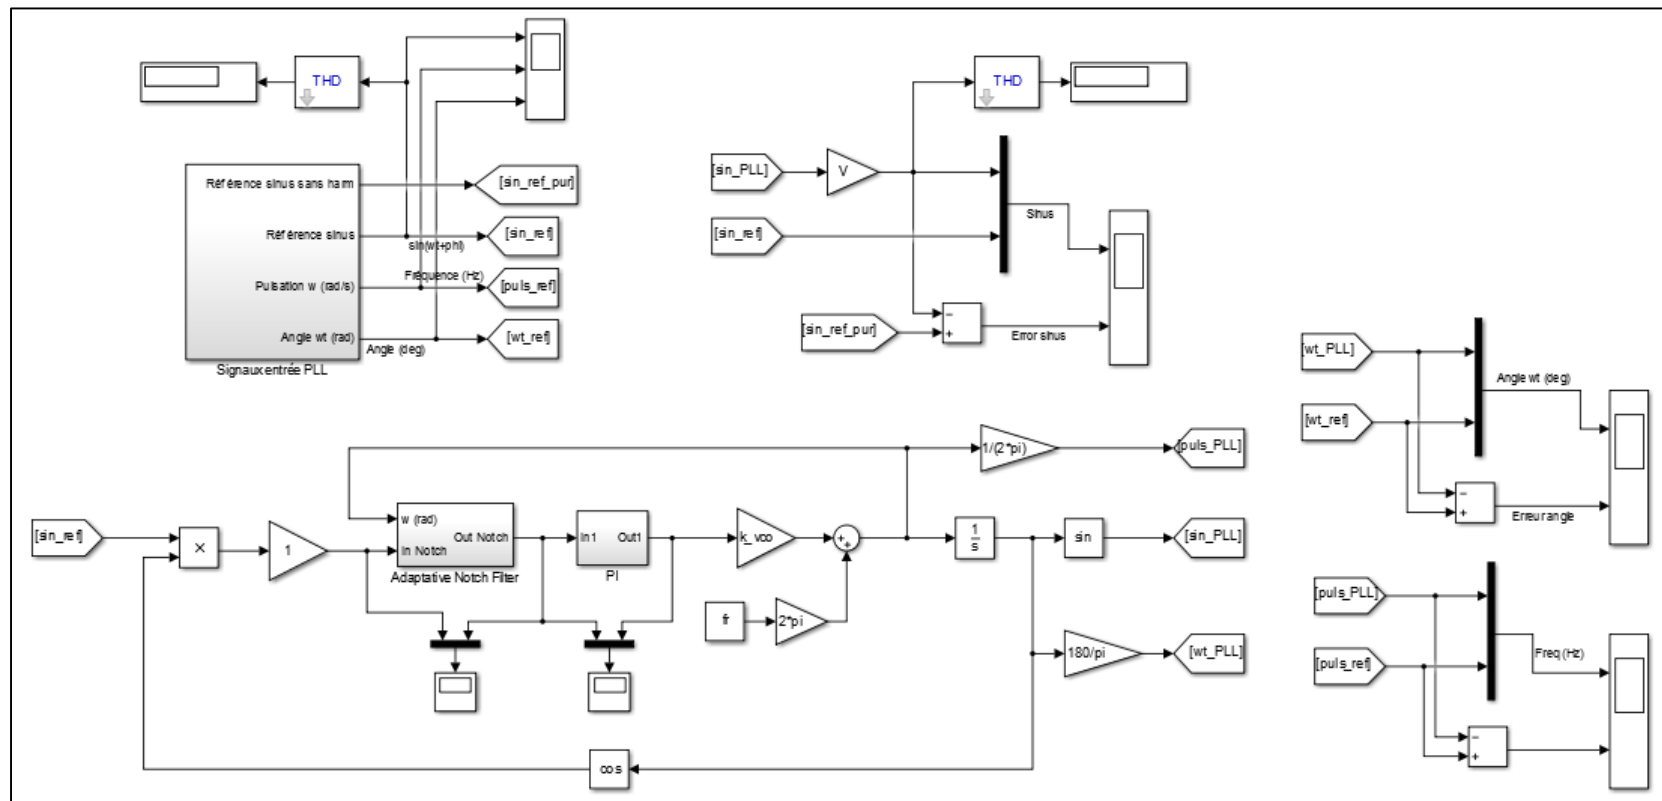 THD
THD
Référence sinus sans harm
[sin_ref_pur]
Référence sinus
sin(wt+phi)
[sin_ref]
Pulsation w (rad/s)
Fréquence (Hz)
[puls_ref]
Angle wt (rad)
Angle (deg)
[wt_ref]
Signaux entrée PLL
[sin_PLL]
V
[sin_ref]
Sinus
[sin_ref_pur]
−
+
Error sinus
[wt_PLL]
[wt_ref]
Angle wt (deg)
−
+
Erreur angle
[sin_ref]
×
1
w (rad)
In Notch
Out Notch
Adaptative Notch Filter
In1
Out1
PI
k_vco
+
+
fr
2*pi
1/(2*pi)
[puls_PLL]
1
s
sin
[sin_PLL]
180/pi
[wt_PLL]
cos
[puls_PLL]
[puls_ref]
Freq (Hz)
−
+